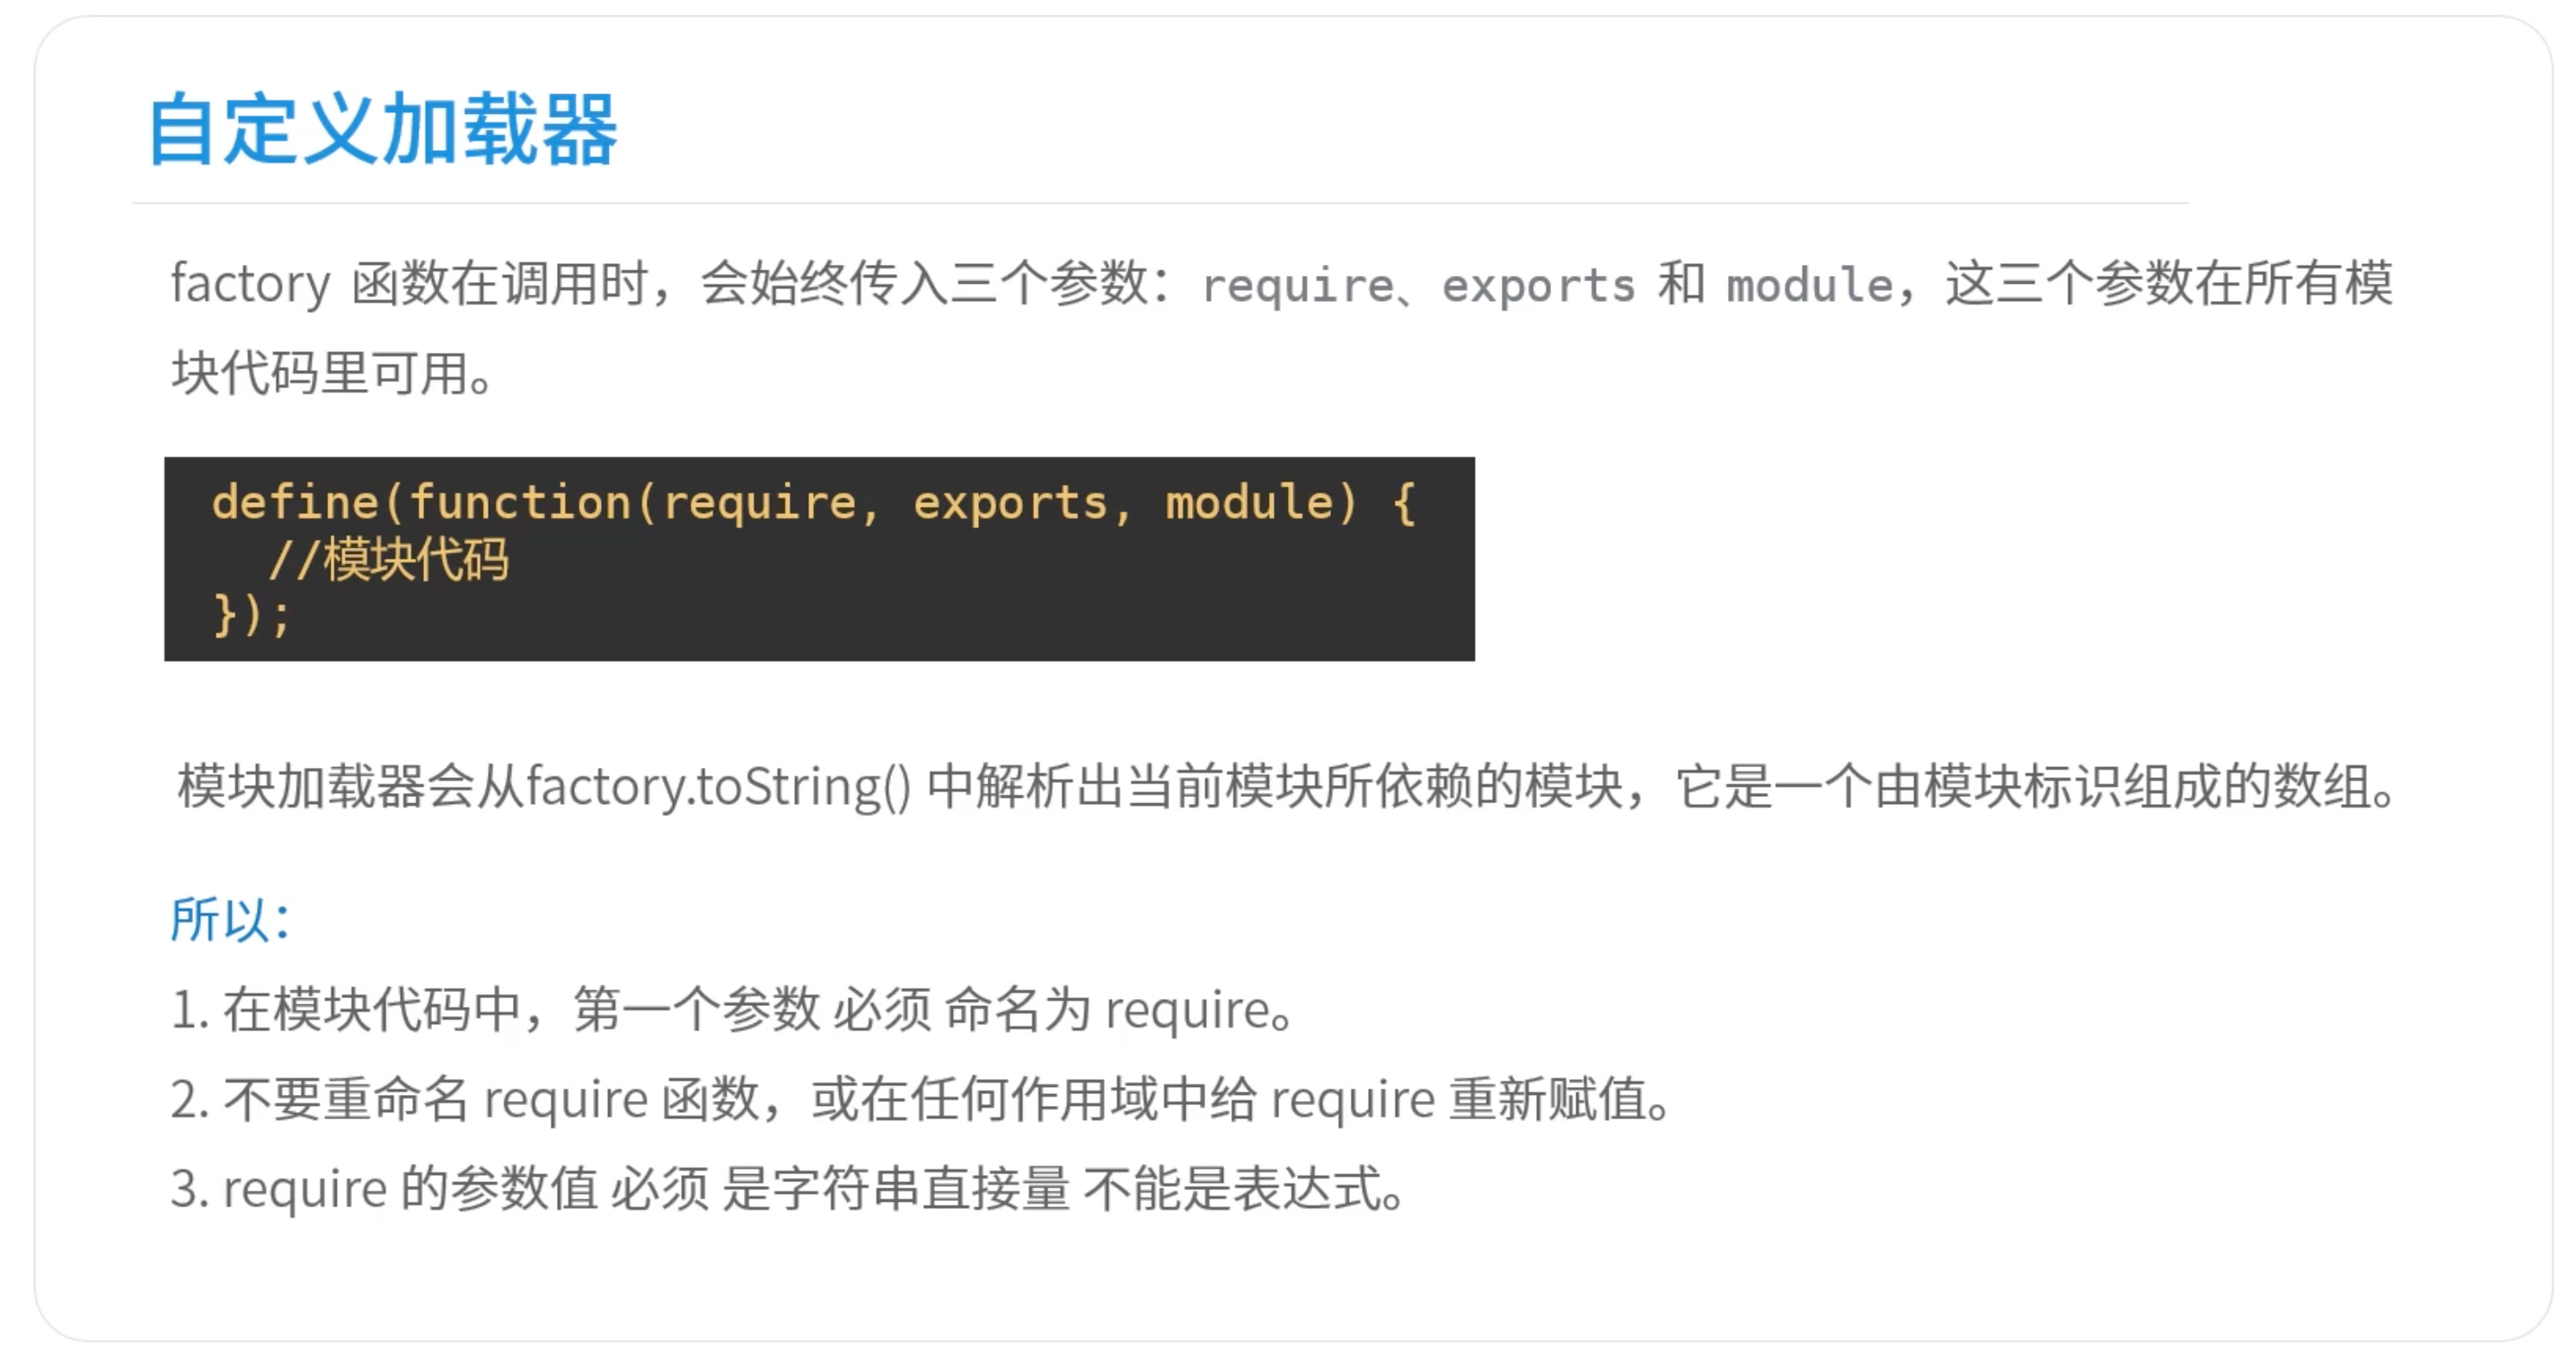 自定义加载器
factory 函数在调用时，会始终传入三个参数：require、exports 和 module，这三个参数在所有模
块代码里可用。
define(function(require, exports, module) {
  //模块代码
});
模块加载器会从factory.toString() 中解析出当前模块所依赖的模块，它是一个由模块标识组成的数组。
所以：
1. 在模块代码中，第一个参数 必须 命名为 require。
2. 不要重命名 require 函数，或在任何作用域中给 require 重新赋值。
3. require 的参数值 必须 是字符串直接量 不能是表达式。